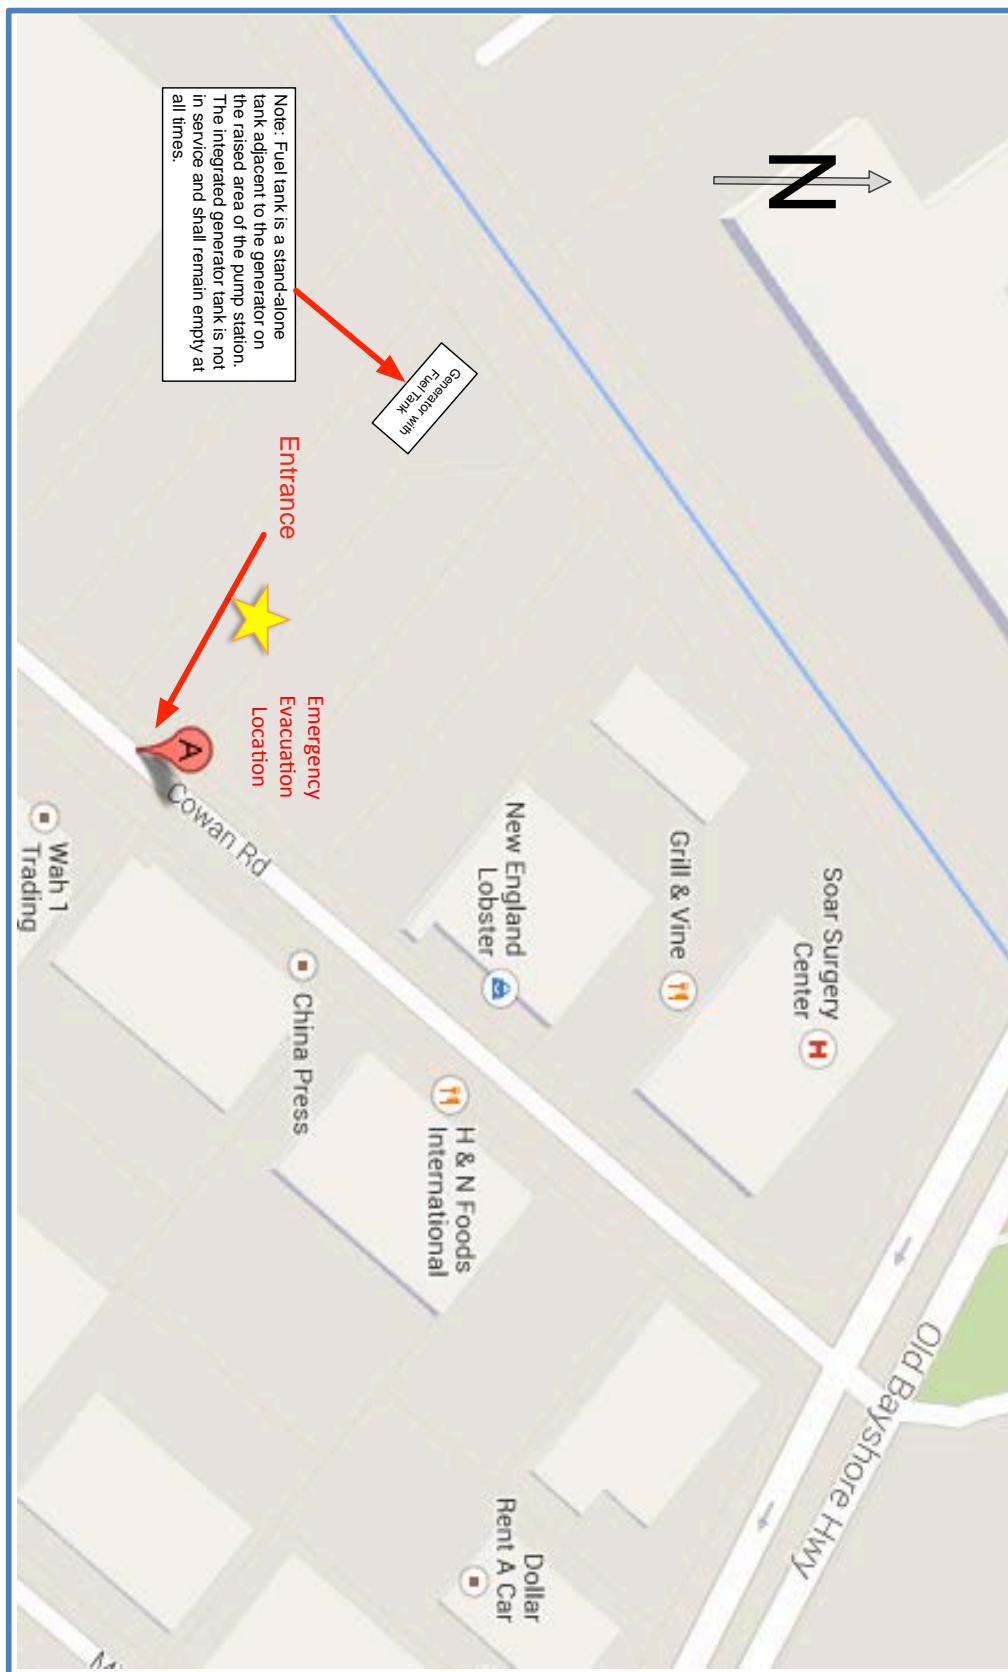 N
Note: Fuel tank is a stand-alone
tank adjacent to the generator on
the raised area of the pump station.
The integrated generator tank is not
in service and shall remain empty at
all times.
Generator with
Fuel Tank
Entrance
Emergency
Evacuation
Location
A
Cowan Rd
Soar Surgery
Center
H
Grill & Vine
New England
Lobster
H & N Foods
International
China Press
Wah 1
Trading
Old Bayshore Hwy
Dollar
Rent A Car